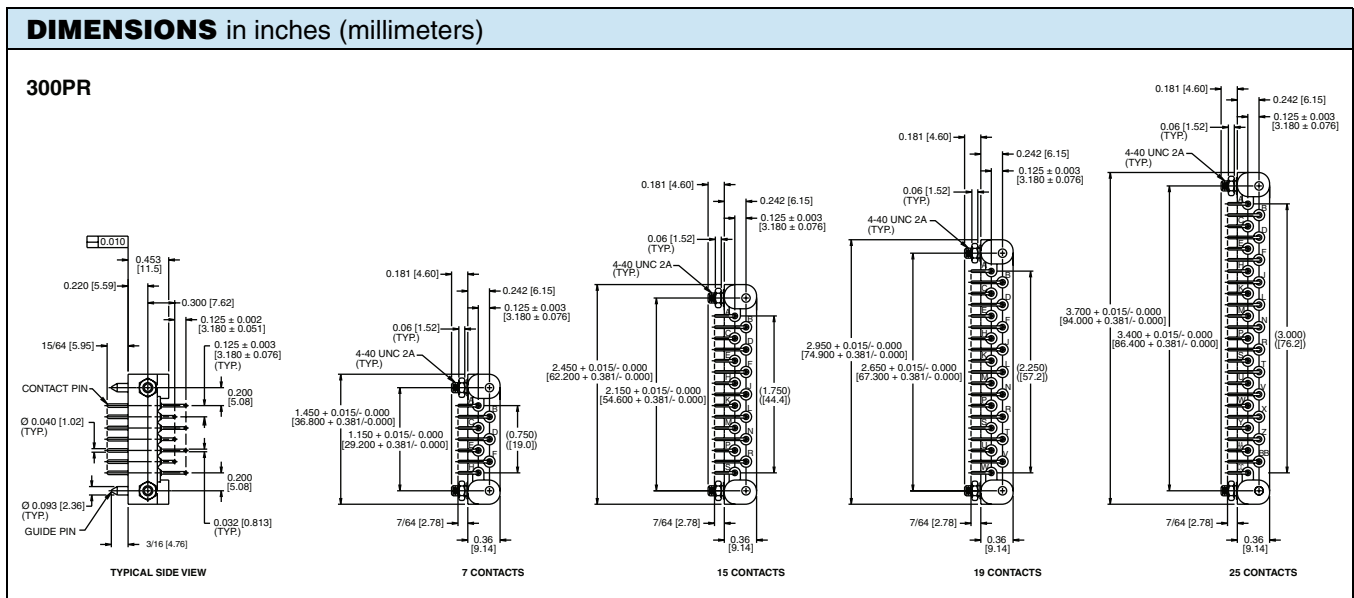 DIMENSIONS in inches (millimeters)
300PR
0.010
0.453
[11.5]
0.220 [5.59]
0.300 [7.62]
0.125 ± 0.002
[3.180 ± 0.051]
15/64 [5.95]
0.125 ± 0.003
[3.180 ± 0.076]
(TYP.)
CONTACT PIN
0.200
[5.08]
Ø 0.040 [1.02]
(TYP.)
0.200
[5.08]
Ø 0.093 [2.36]
(TYP.)
GUIDE PIN
0.032 [0.813]
(TYP.)
3/16 [4.76]
TYPICAL SIDE VIEW
0.181 [4.60]
0.242 [6.15]
0.125 ± 0.003
[3.180 ± 0.076]
0.06 [1.52]
(TYP.)
4-40 UNC 2A
(TYP.)
1.450 + 0.015/- 0.000
[36.800 + 0.381/-0.000]
1.150 + 0.015/- 0.000
[29.200 + 0.381/- 0.000]
(0.750)
([19.0])
A
B
C
D
E
F
H
7/64 [2.78]
0.36
[9.14]
7 CONTACTS
0.181 [4.60]
0.242 [6.15]
0.125 ± 0.003
[3.180 ± 0.076]
0.06 [1.52]
(TYP.)
4-40 UNC 2A
(TYP.)
2.450 + 0.015/- 0.000
[62.200 + 0.381/- 0.000]
2.150 + 0.015/- 0.000
[54.600 + 0.381/- 0.000]
(1.750)
([44.4])
A
B
C
D
E
F
H
J
K
L
M
N
P
R
S
7/64 [2.78]
0.36
[9.14]
15 CONTACTS
0.181 [4.60]
0.242 [6.15]
0.125 ± 0.003
[3.180 ± 0.076]
0.06 [1.52]
(TYP.)
4-40 UNC 2A
(TYP.)
2.950 + 0.015/- 0.000
[74.900 + 0.381/- 0.000]
2.650 + 0.015/- 0.000
[67.300 + 0.381/- 0.000]
(2.250)
([57.2])
A
B
C
D
E
F
H
J
K
L
M
N
P
R
S
T
U
V
W
7/64 [2.78]
0.36
[9.14]
19 CONTACTS
0.181 [4.60]
0.242 [6.15]
0.125 ± 0.003
[3.180 ± 0.076]
0.06 [1.52]
(TYP.)
4-40 UNC 2A
(TYP.)
3.700 + 0.015/- 0.000
[94.000 + 0.381/- 0.000]
3.400 + 0.015/- 0.000
[86.400 + 0.381/- 0.000]
(3.000)
([76.2])
A
B
C
D
E
F
H
J
K
L
M
N
P
R
S
T
U
V
W
X
Y
Z
BB
7/64 [2.78]
0.36
[9.14]
25 CONTACTS